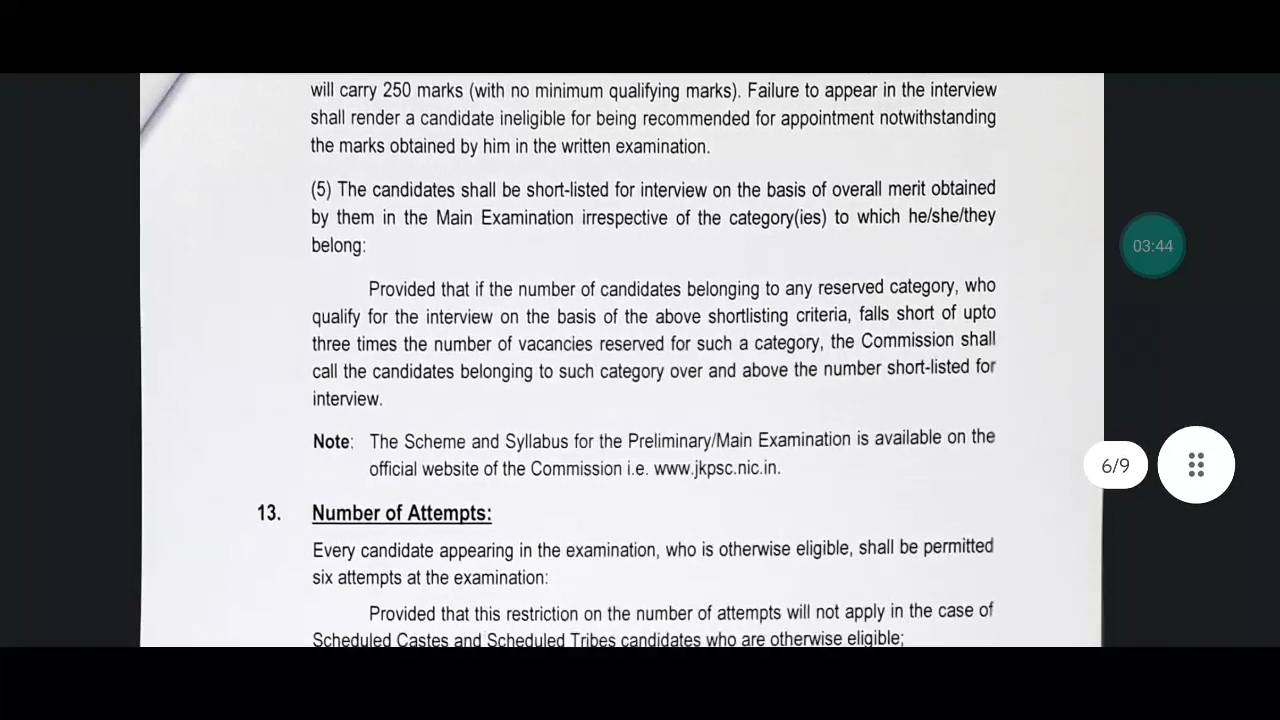 will carry 250 marks (with no minimum qualifying marks). Failure to appear in the interview
shall render a candidate ineligible for being recommended for appointment notwithstanding
the marks obtained by him in the written examination.
(5) The candidates shall be short-listed for interview on the basis of overall merit obtained
by them in the Main Examination irrespective of the category(ies) to which he/she/they
belong:
03:44
Provided that if the number of candidates belonging to any reserved category, who
qualify for the interview on the basis of the above shortlisting criteria, falls short of upto
three times the number of vacancies reserved for such a category, the Commission shall
call the candidates belonging to such category over and above the number short-listed for
interview.
Note: The Scheme and Syllabus for the Preliminary/Main Examination is available on the
official website of the Commission i.e. www.jkpsc.nic.in.
6/9
13. Number of Attempts:
Every candidate appearing in the examination, who is otherwise eligible, shall be permitted
six attempts at the examination:
Provided that this restriction on the number of attempts will not apply in the case of
Scheduled Castes and Scheduled Tribes candidates who are otherwise eligible;